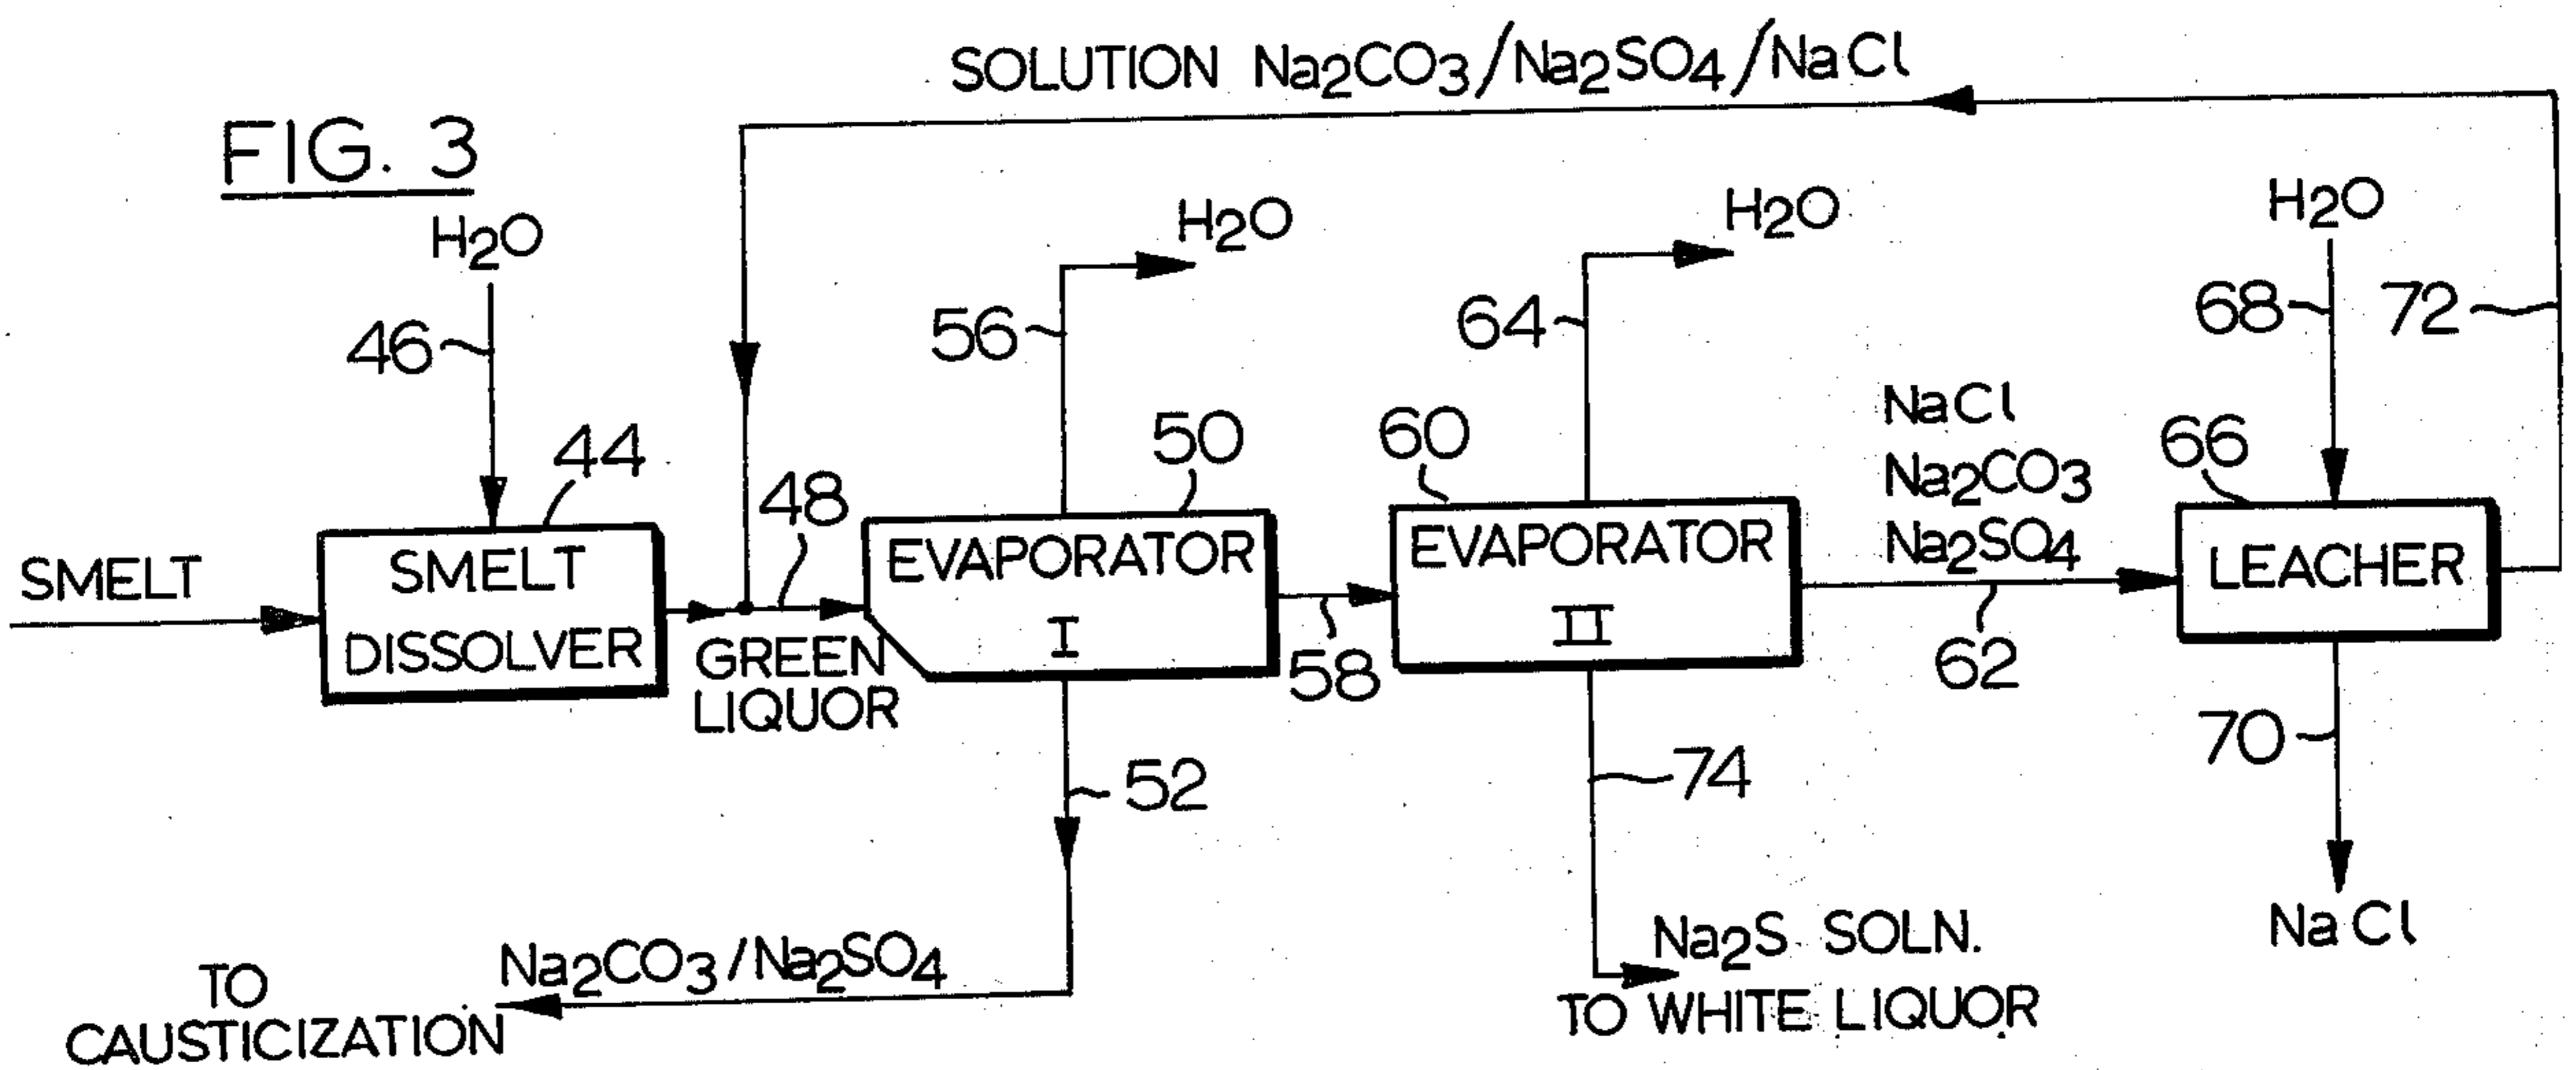 SOLUTION Na2CO3/Na2SO4/NaCl
FIG. 3
H2O
H2O
H2O
H2O
46
56
64
68
72
44
48
50
60
NaCl
Na2CO3
Na2SO4
66
SMELT
SMELT
DISSOLVER
GREEN
LIQUOR
EVAPORATOR
I
58
EVAPORATOR
II
62
LEACHER
52
74
70
TO
CAUSTICIZATION
Na2CO3/Na2SO4
Na2S SOLN.
TO WHITE LIQUOR
NaCl